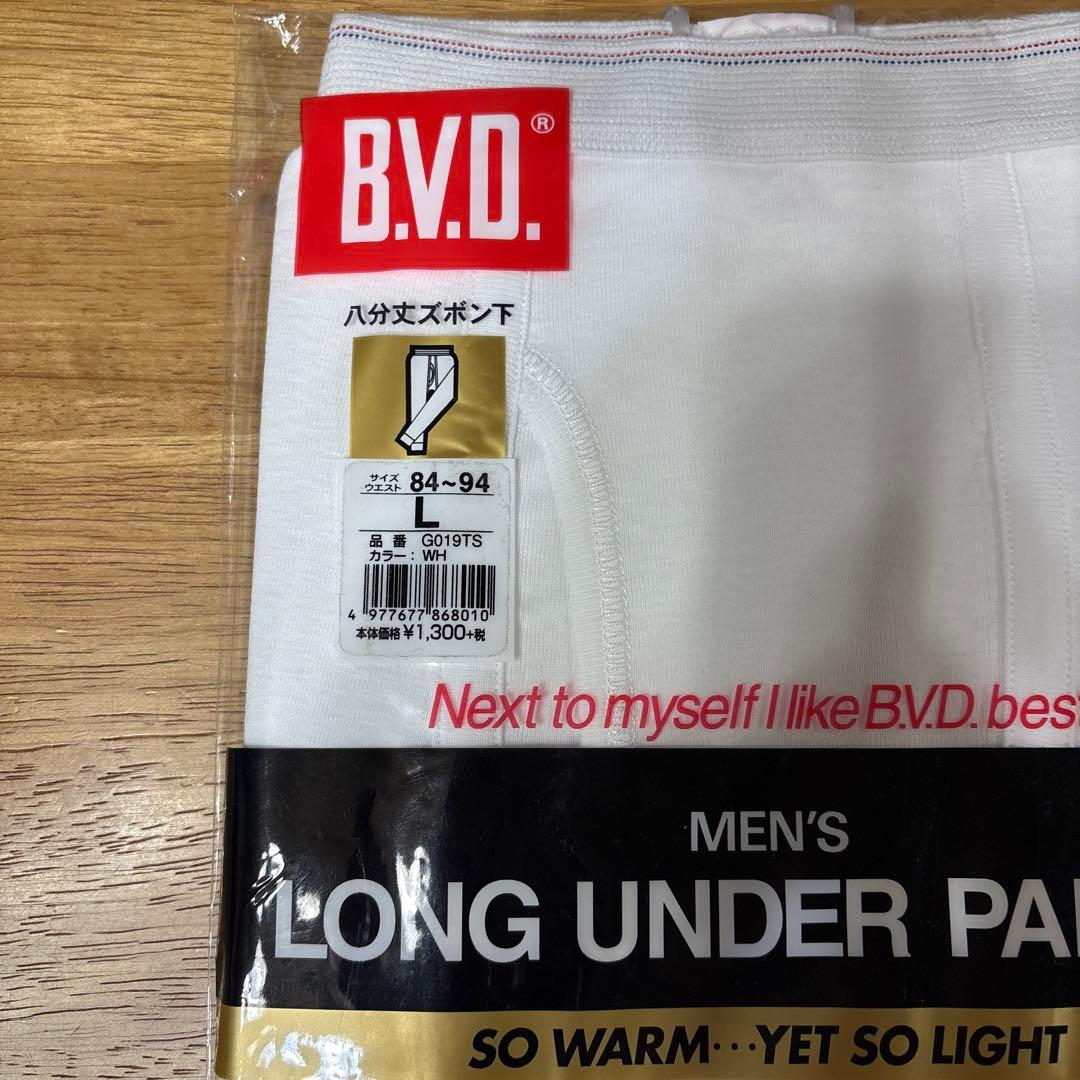 B.V.D.®
八分丈ズボン下
サイズ
ウエスト 84~94
L
品番 G019TS
カラー: WH
4 977677 868010
本体価格¥1,300+税
Next to myself I like B.V.D. bes
MEN'S
LONG UNDER PA
SO WARM···YET SO LIGHT